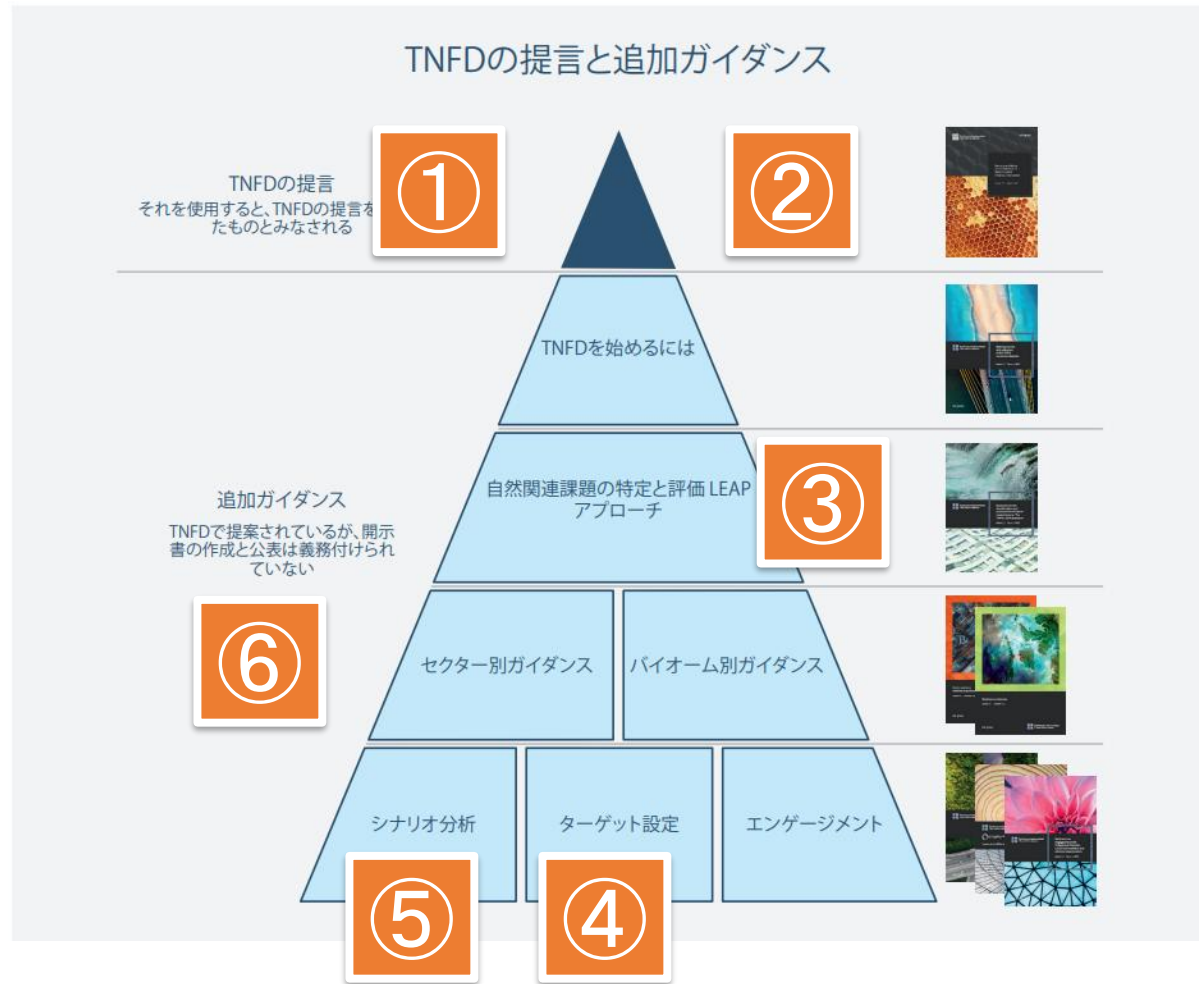 TNFDの提言と追加ガイダンス
①
②
TNFDの提言
それを使用すると、TNFDの提言を
たものとみなされる
TNFDを始めるには
自然関連課題の特定と評価 LEAP
アプローチ
③
追加ガイダンス
TNFDで提案されているが、開示
書の作成と公表は義務付けられ
ていない
⑥
セクター別ガイダンス
バイオーム別ガイダンス
シナリオ分析
ターゲット設定
エンゲージメント
⑤
④